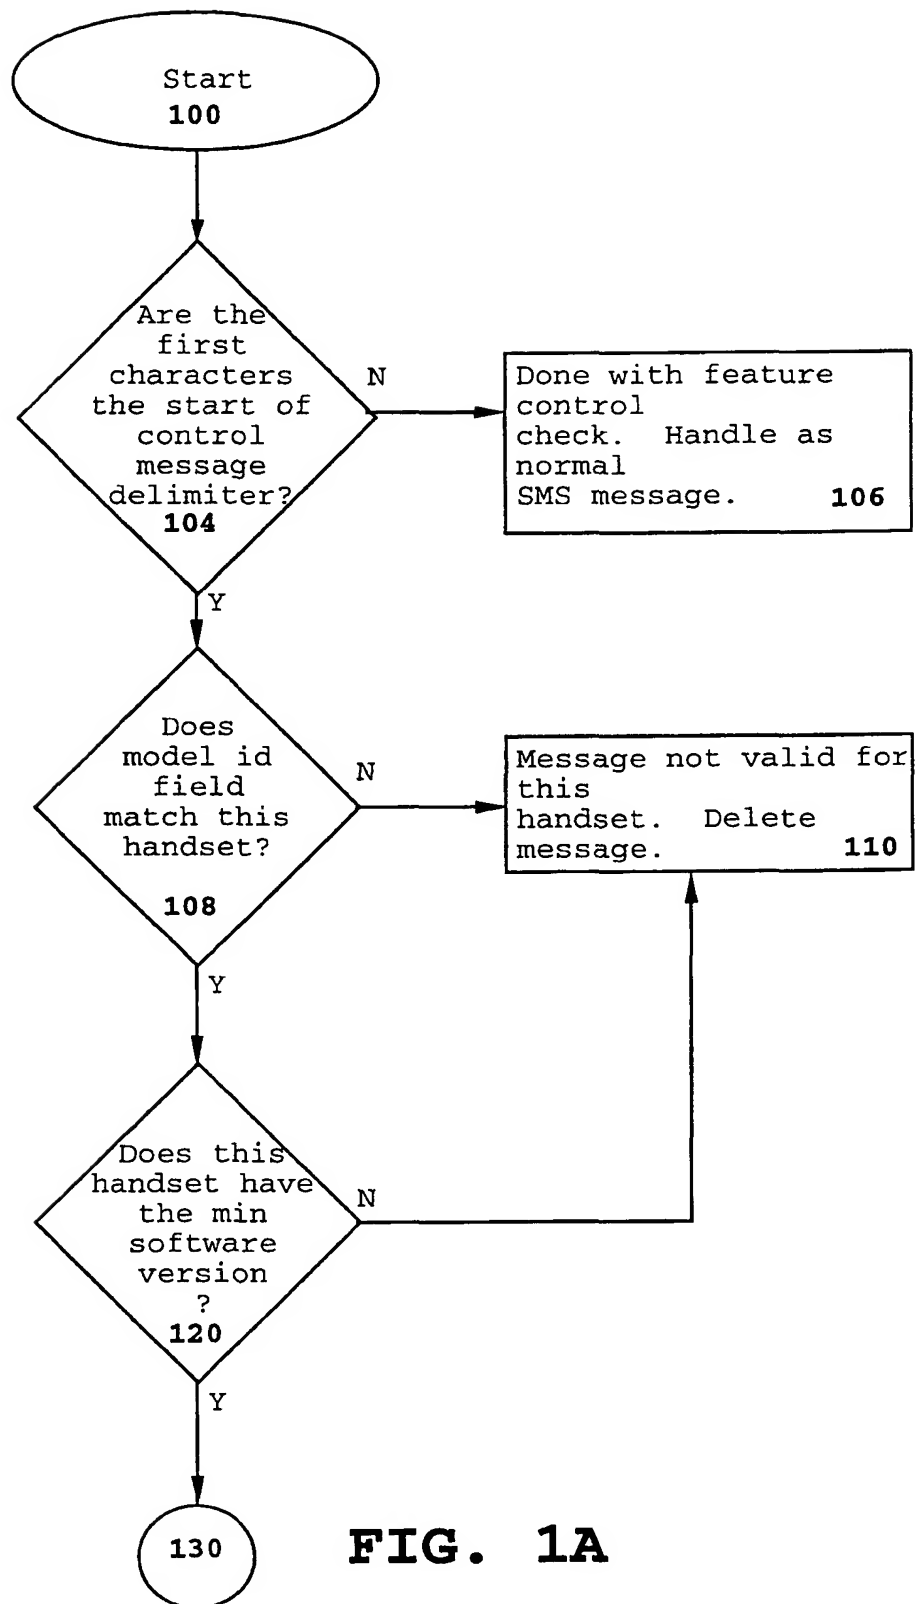 Start
100
Are the
first
characters
the start of
control
message
delimiter?
104
N
Done with feature
control
check. Handle as
normal
SMS message. 106
Y
Does
model id
field
match this
handset?
108
N
Message not valid for
this
handset. Delete
message. 110
Y
Does this
handset have
the min
software
version
?
120
N
Y
130
FIG. 1A